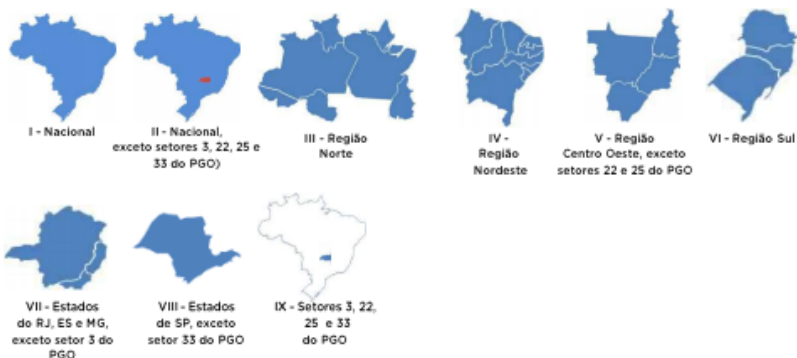 I - Nacional
II - Nacional,
exceto setores 3, 22, 25 e
33 do PGO)
III - Região
Norte
IV -
Região
Nordeste
V - Região
Centro Oeste, exceto
setores 22 e 25 do PGO
VI - Região Sul
VII - Estados
do RJ, ES e MG,
exceto setor 3 do
PGO
VIII - Estados
de SP, exceto
setor 33 do PGO
IX - Setores 3, 22,
25 e 33
do PGO